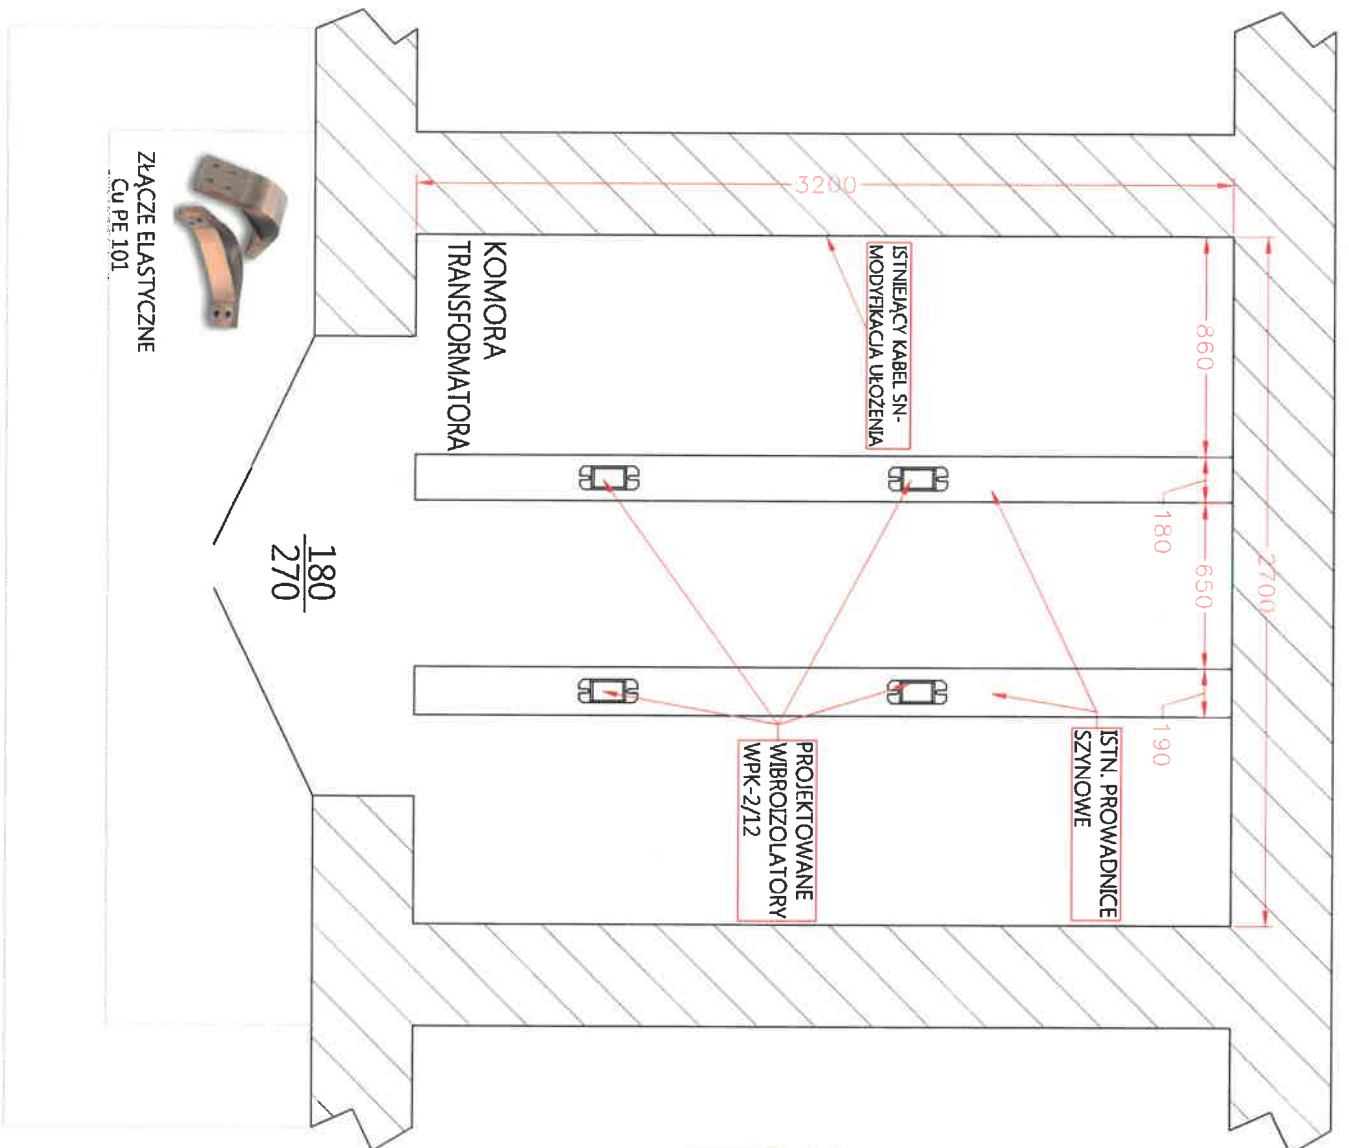 3200
2700
860
180
650
190
ISTNIEJĄCY KABEL SN-
MODYFIKACJA UŁOŻENIA
KOMORA
TRANSFORMATORA
ISTN. PROWADNICE
SZYNOWE
PROJEKTOWANE
WIBROIZOLATORY
WPK-2/12
180
270
ZŁĄCZE ELASTYCZNE
Cu PE 101